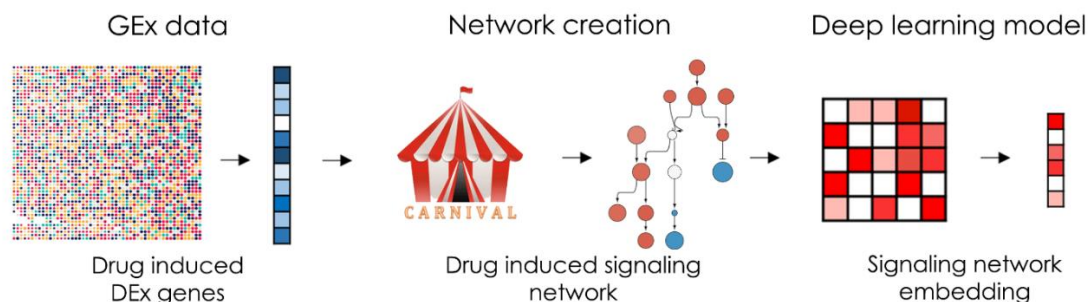 GEx data
Network creation
Deep learning model
CARNIVAL
Drug induced
DEx genes
Drug induced signaling
network
Signaling network
embedding